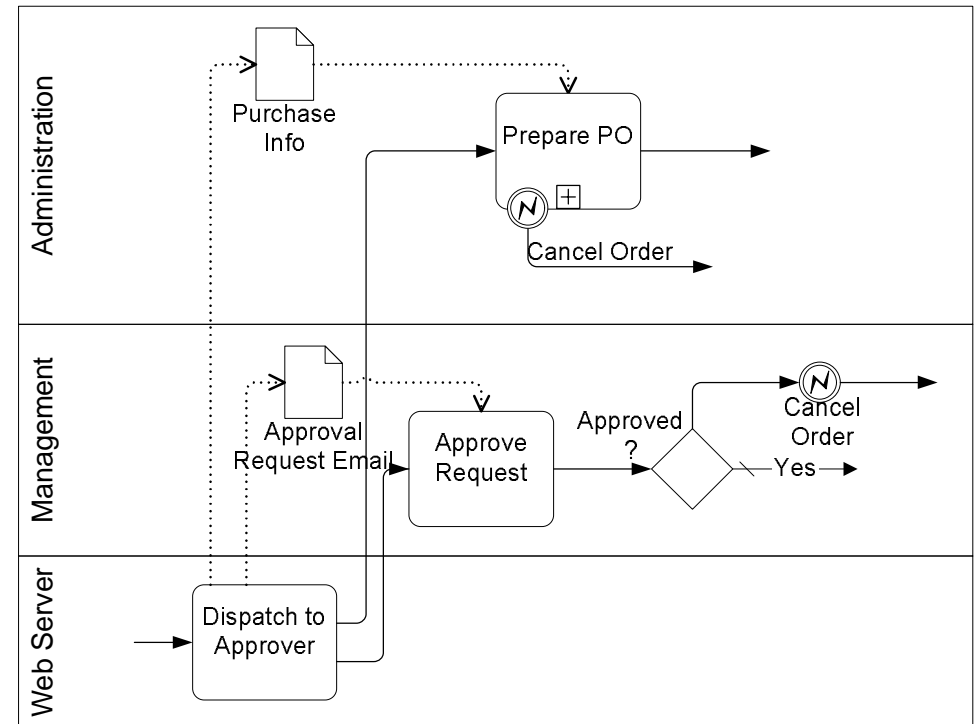 Administration
Purchase
Info
Prepare PO
Cancel Order
Management
Approval
Request Email
Approve
Request
Approved
?
Cancel
Order
Yes
Web Server
Dispatch to
Approver